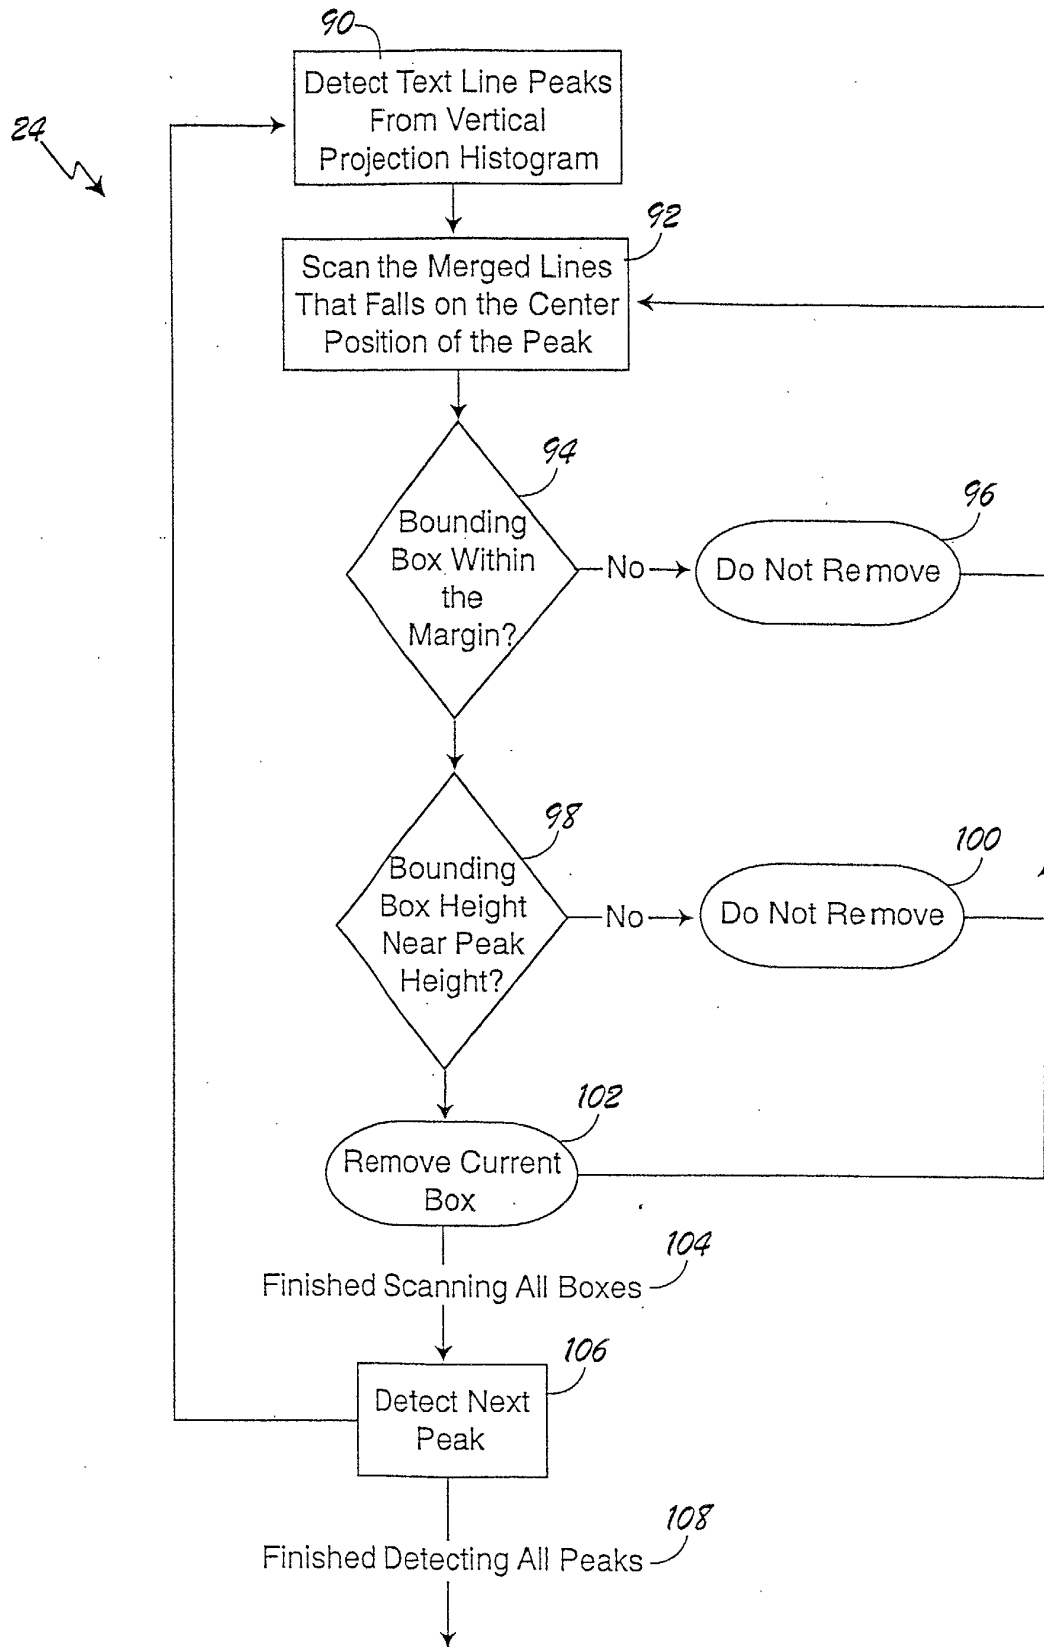 90
Detect Text Line Peaks
From Vertical
Projection Histogram
24
92
Scan the Merged Lines
That Falls on the Center
Position of the Peak
94
Bounding
Box Within
the
Margin?
No
96
Do Not Remove
98
Bounding
Box Height
Near Peak
Height?
No
100
Do Not Remove
102
Remove Current
Box
104
Finished Scanning All Boxes
106
Detect Next
Peak
108
Finished Detecting All Peaks